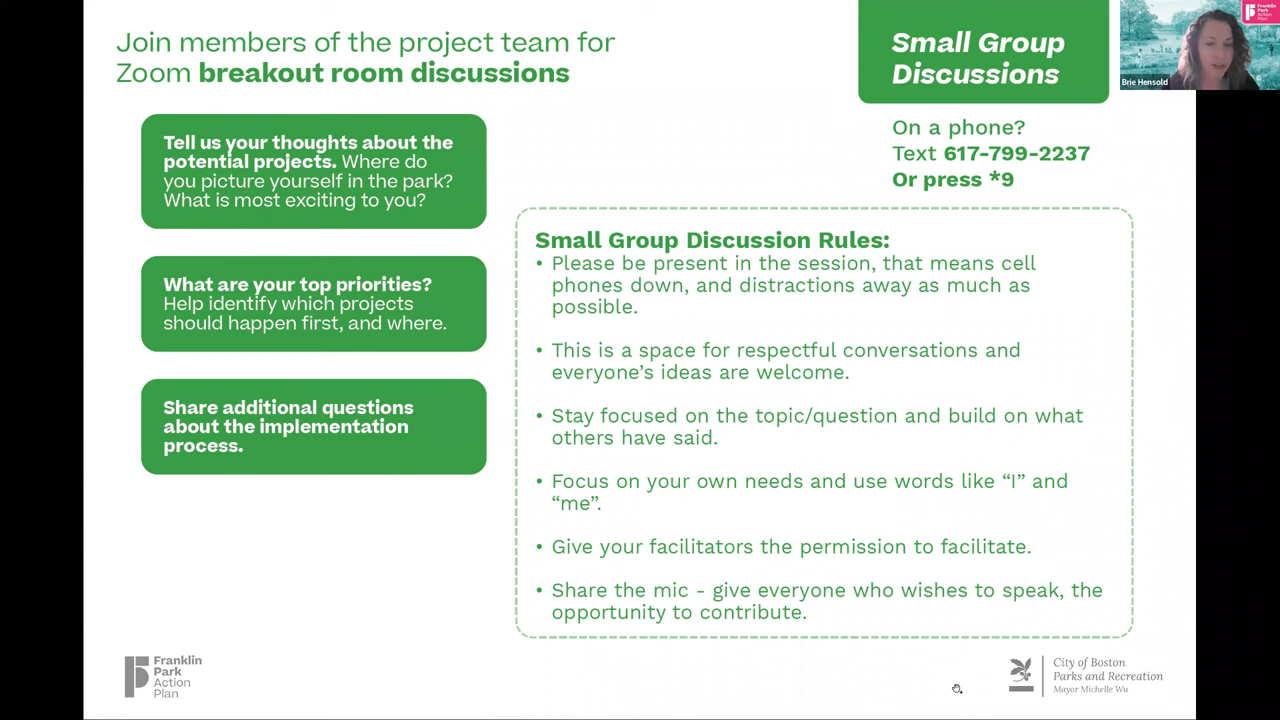 Join members of the project team for
Zoom breakout room discussions
Small Group
Discussions
Franklin
Park
Action
Plan
Brie Hensold
On a phone?
Text 617-799-2237
Or press *9
Tell us your thoughts about the
potential projects. Where do
you picture yourself in the park?
What is most exciting to you?
What are your top priorities?
Help identify which projects
should happen first, and where.
Share additional questions
about the implementation
process.
Small Group Discussion Rules:
• Please be present in the session, that means cell
phones down, and distractions away as much as
possible.
• This is a space for respectful conversations and
everyone’s ideas are welcome.
• Stay focused on the topic/question and build on what
others have said.
• Focus on your own needs and use words like “I” and
“me”.
• Give your facilitators the permission to facilitate.
• Share the mic - give everyone who wishes to speak, the
opportunity to contribute.
Franklin
Park
Action
Plan
City of Boston
Parks and Recreation
Mayor Michelle Wu